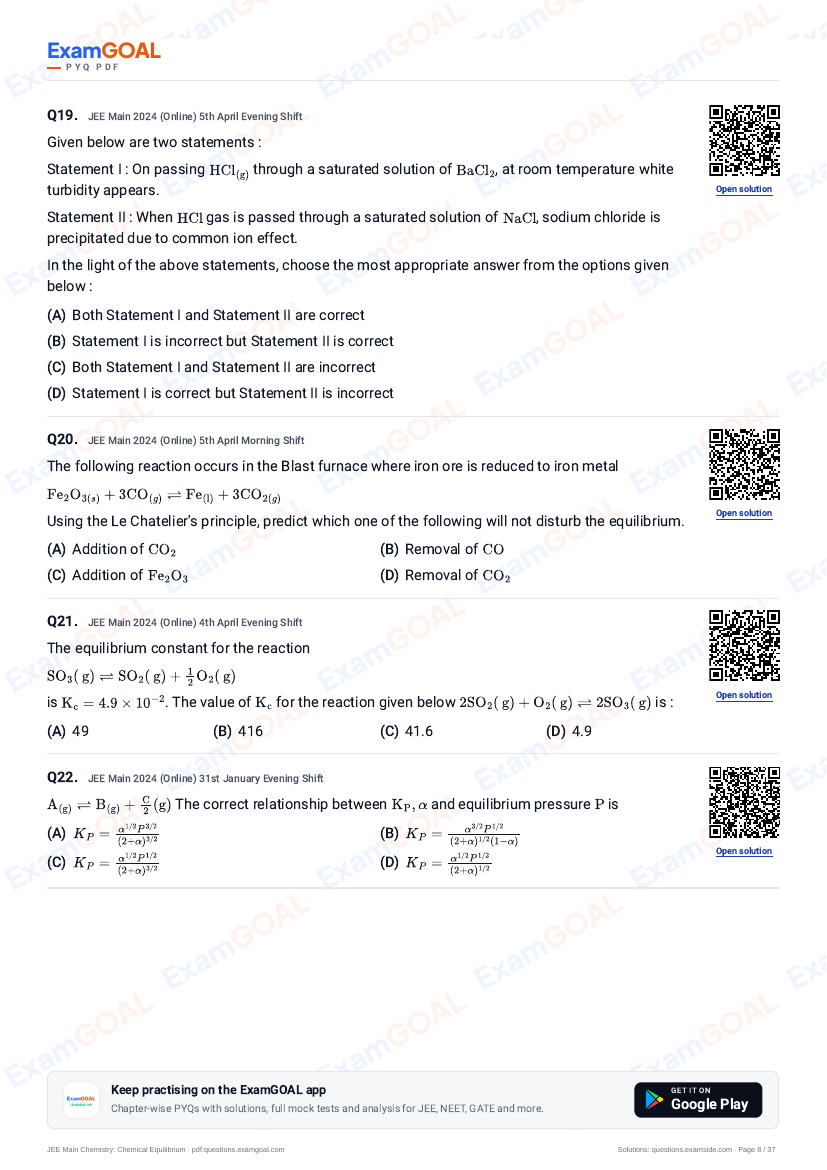 ExamGOAL
PYQ PDF
Q19. JEE Main 2024 (Online) 5th April Evening Shift
Given below are two statements :
Statement I : On passing HCl(g) through a saturated solution of BaCl₂, at room temperature white
turbidity appears.
Statement II : When HCl gas is passed through a saturated solution of NaCl, sodium chloride is
precipitated due to common ion effect.
In the light of the above statements, choose the most appropriate answer from the options given
below :
(A) Both Statement I and Statement II are correct
(B) Statement I is incorrect but Statement II is correct
(C) Both Statement I and Statement II are incorrect
(D) Statement I is correct but Statement II is incorrect
Open solution
Q20. JEE Main 2024 (Online) 5th April Morning Shift
The following reaction occurs in the Blast furnace where iron ore is reduced to iron metal
Fe₂O₃(s) + 3CO(g) ⇌ Fe(l) + 3CO₂(g)
Using the Le Chatelier's principle, predict which one of the following will not disturb the equilibrium.
(A) Addition of CO₂ (B) Removal of CO
(C) Addition of Fe₂O₃ (D) Removal of CO₂
Open solution
Q21. JEE Main 2024 (Online) 4th April Evening Shift
The equilibrium constant for the reaction
SO₃( g) ⇌ SO₂( g) + 1/2 O₂( g)
is K_c = 4.9 × 10⁻². The value of K_c for the reaction given below 2SO₂( g) + O₂( g) ⇌ 2SO₃( g) is :
(A) 49 (B) 416 (C) 41.6 (D) 4.9
Open solution
Q22. JEE Main 2024 (Online) 31st January Evening Shift
A(g) ⇌ B(g) + C/2 (g) The correct relationship between K_P, α and equilibrium pressure P is
(A) K_P = α^{1/2}P^{3/2}/(2+α)^{3/2} (B) K_P = α^{3/2}P^{1/2}/(2+α)^{1/2}(1−α)
(C) K_P = α^{1/2}P^{1/2}/(2+α)^{3/2} (D) K_P = α^{1/2}P^{1/2}/(2+α)^{1/2}
Open solution
Keep practising on the ExamGOAL app
Chapter-wise PYQs with solutions, full mock tests and analysis for JEE, NEET, GATE and more.
GET IT ON
Google Play
JEE Main Chemistry: Chemical Equilibrium · pdf.questions.examgoal.com
Solutions: questions.examside.com · Page 8 / 37